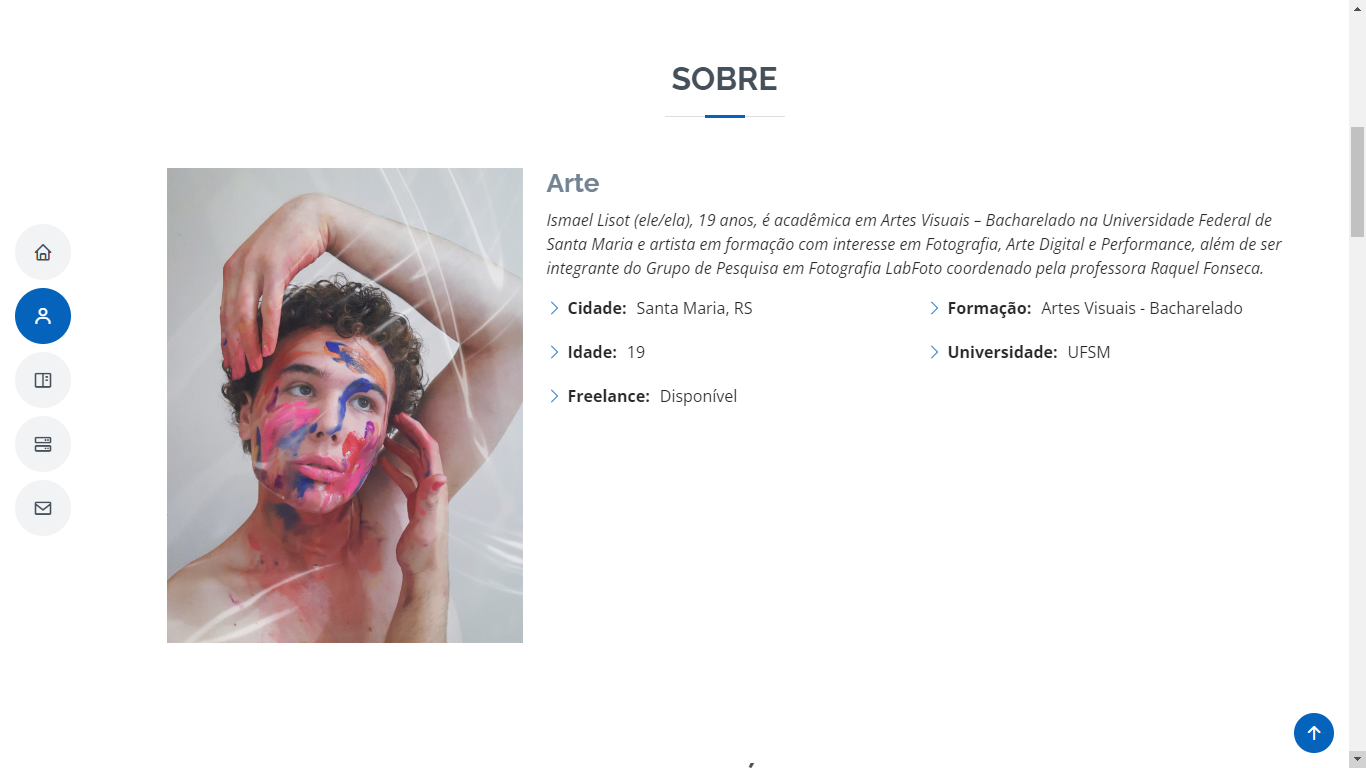 SOBRE
Arte
Ismael Lisot (ele/ela), 19 anos, é acadêmica em Artes Visuais – Bacharelado na Universidade Federal de
Santa Maria e artista em formação com interesse em Fotografia, Arte Digital e Performance, além de ser
integrante do Grupo de Pesquisa em Fotografia LabFoto coordenado pela professora Raquel Fonseca.
Cidade: Santa Maria, RS
Idade: 19
Freelance: Disponível
Formação: Artes Visuais - Bacharelado
Universidade: UFSM